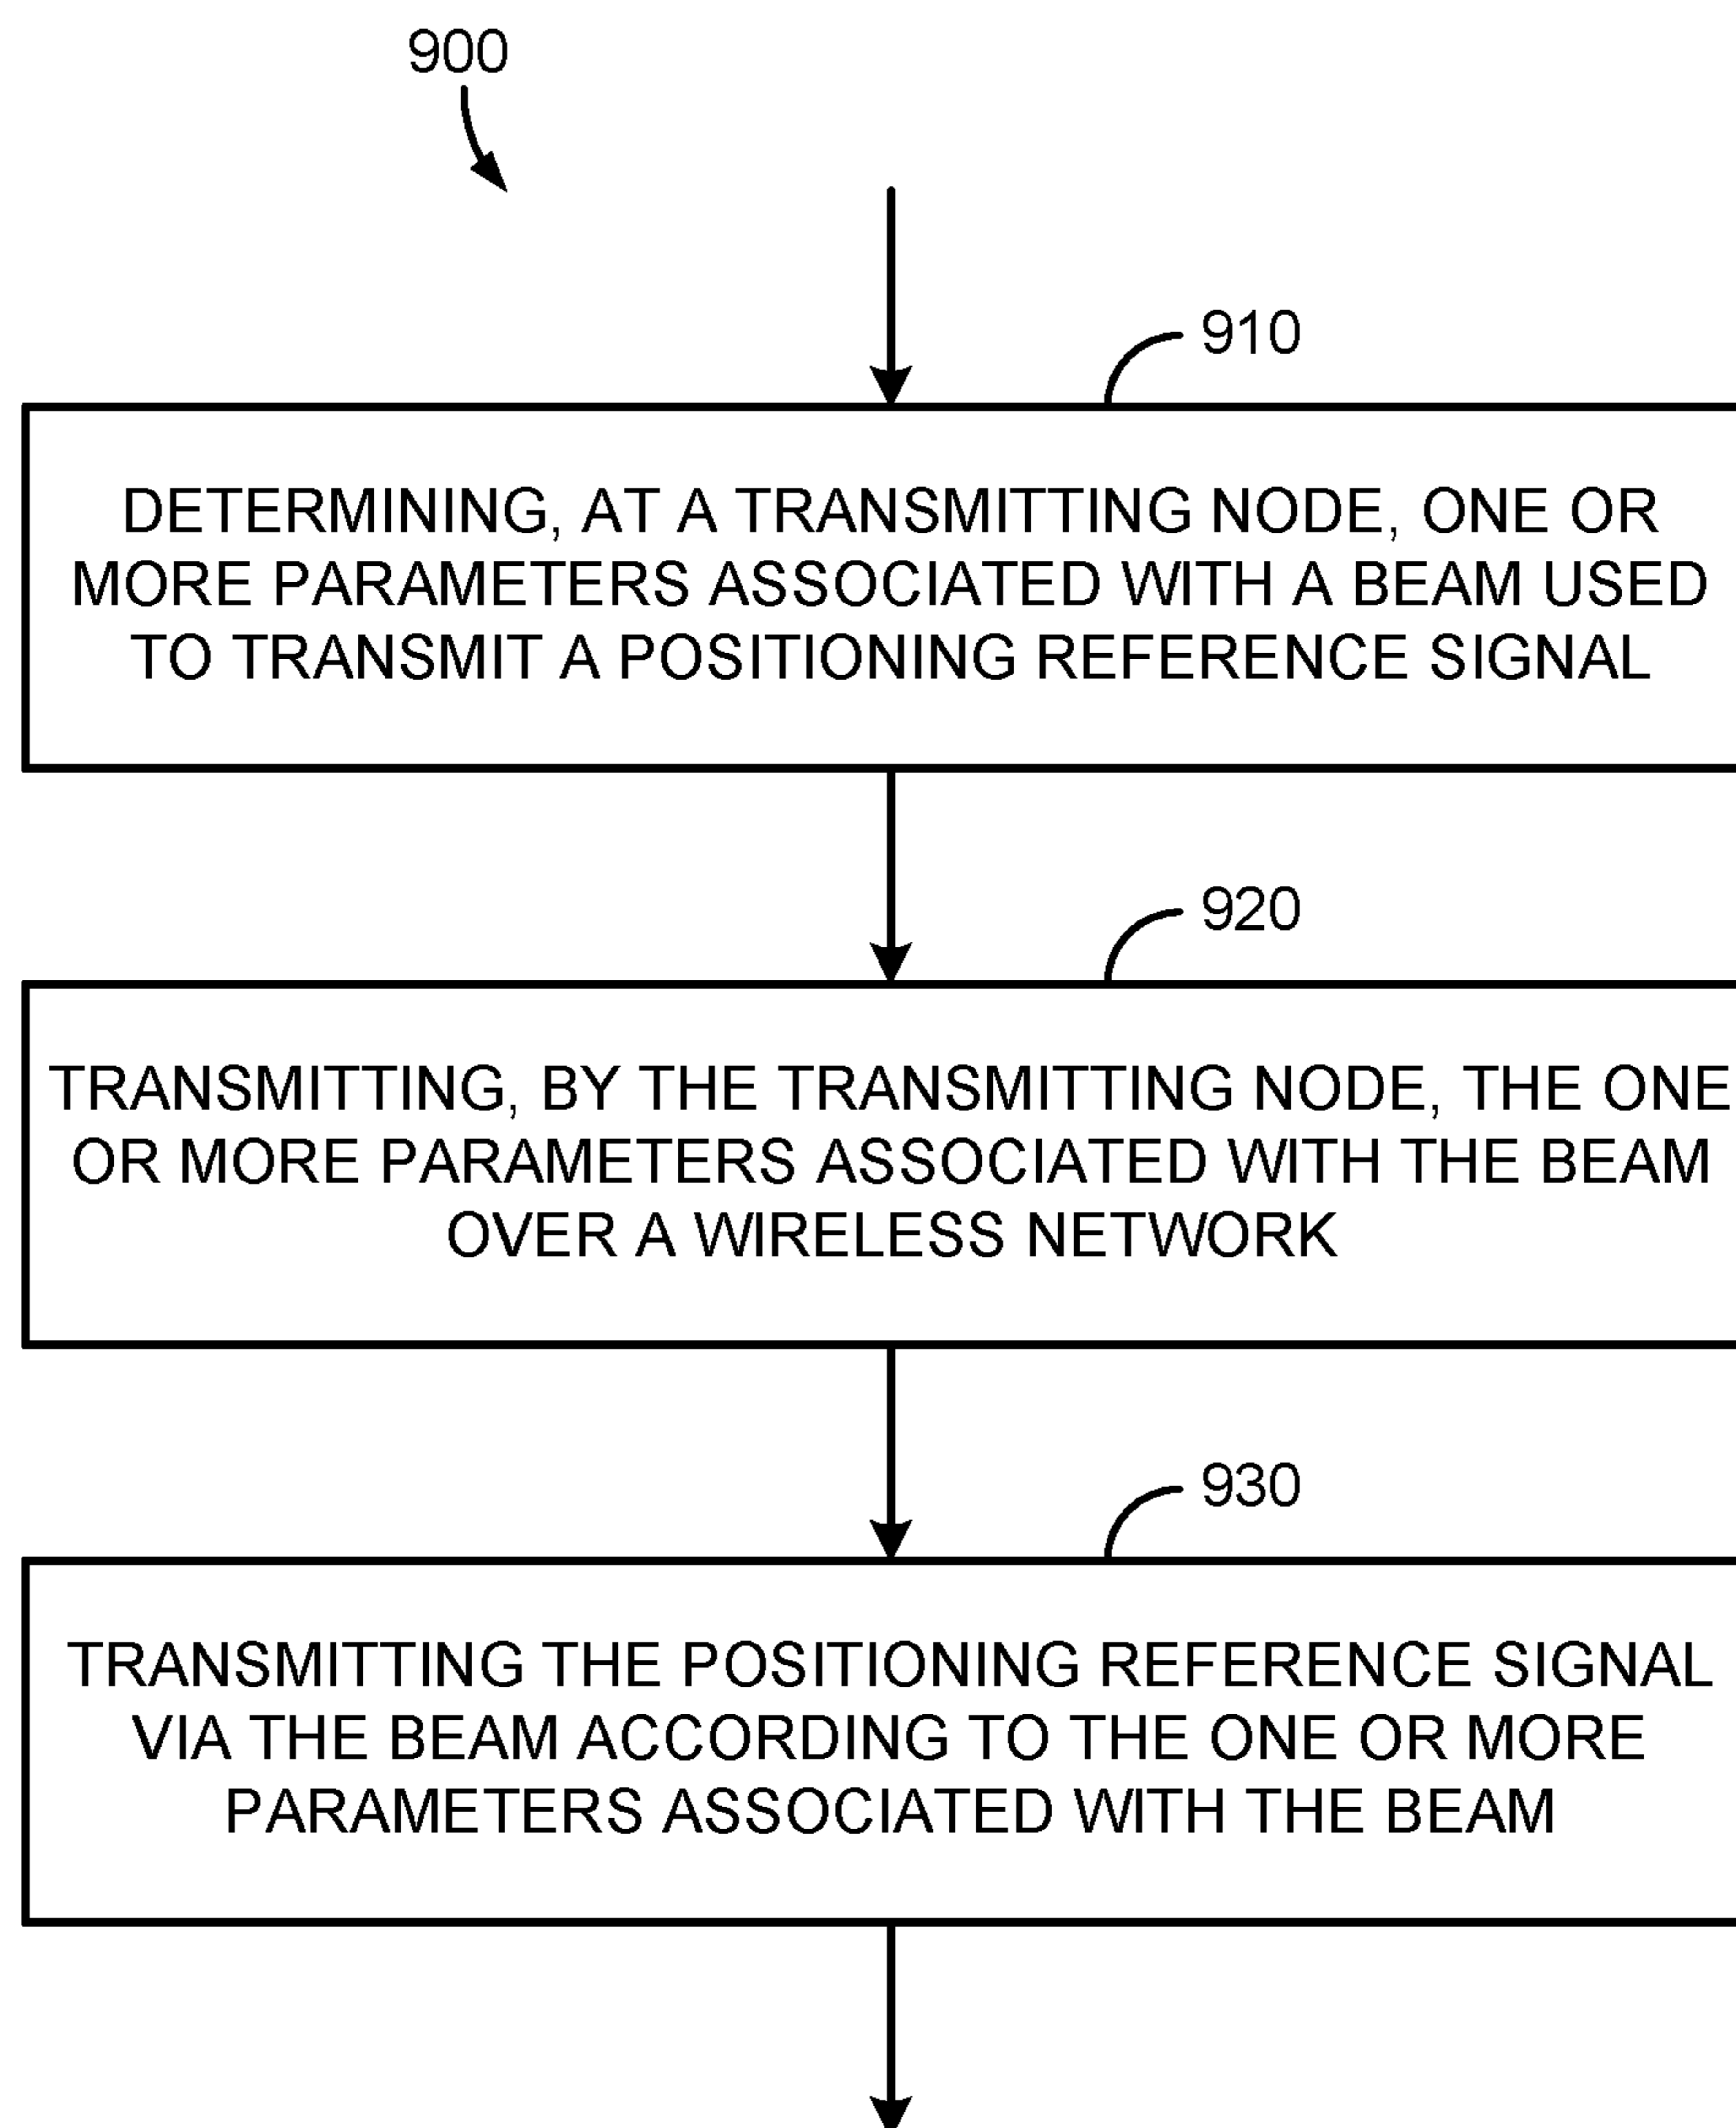 900
910
DETERMINING, AT A TRANSMITTING NODE, ONE OR
MORE PARAMETERS ASSOCIATED WITH A BEAM USED
TO TRANSMIT A POSITIONING REFERENCE SIGNAL
920
TRANSMITTING, BY THE TRANSMITTING NODE, THE ONE
OR MORE PARAMETERS ASSOCIATED WITH THE BEAM
OVER A WIRELESS NETWORK
930
TRANSMITTING THE POSITIONING REFERENCE SIGNAL
VIA THE BEAM ACCORDING TO THE ONE OR MORE
PARAMETERS ASSOCIATED WITH THE BEAM